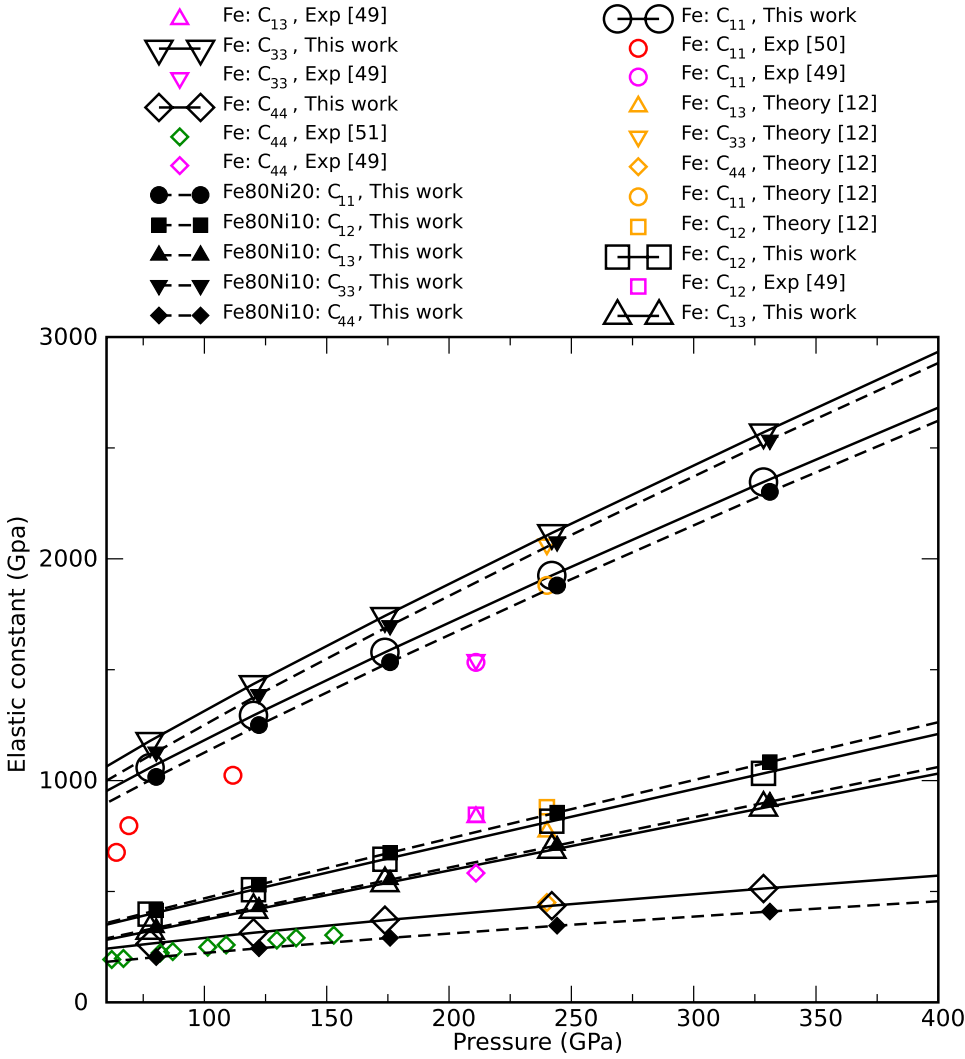 Fe: C13, Exp [49]
Fe: C33, This work
Fe: C33, Exp [49]
Fe: C44, This work
Fe: C44, Exp [51]
Fe: C44, Exp [49]
Fe80Ni20: C11, This work
Fe80Ni10: C12, This work
Fe80Ni10: C13, This work
Fe80Ni10: C33, This work
Fe80Ni10: C44, This work
Fe: C11, This work
Fe: C11, Exp [50]
Fe: C11, Exp [49]
Fe: C13, Theory [12]
Fe: C33, Theory [12]
Fe: C44, Theory [12]
Fe: C11, Theory [12]
Fe: C12, Theory [12]
Fe: C12, This work
Fe: C12, Exp [49]
Fe: C13, This work
3000
2000
1000
0
Elastic constant (Gpa)
100 150 200 250 300 350 400
Pressure (GPa)